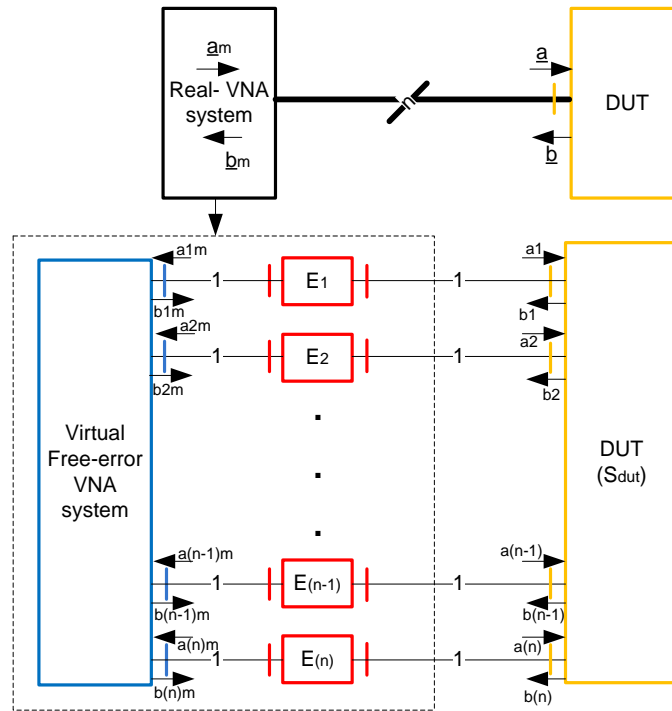 am
Real- VNA
system
bm
n
a
b
DUT
a1m
1
E1
1
a1
b1m
b1
a2m
a2
1
E2
1
b2m
b2
Virtual
Free-error
VNA
system
.
.
.
DUT
(Sdut)
a(n-1)m
a(n-1)
1
E(n-1)
1
b(n-1)m
b(n-1)
a(n)m
a(n)
1
E(n)
1
b(n)m
b(n)